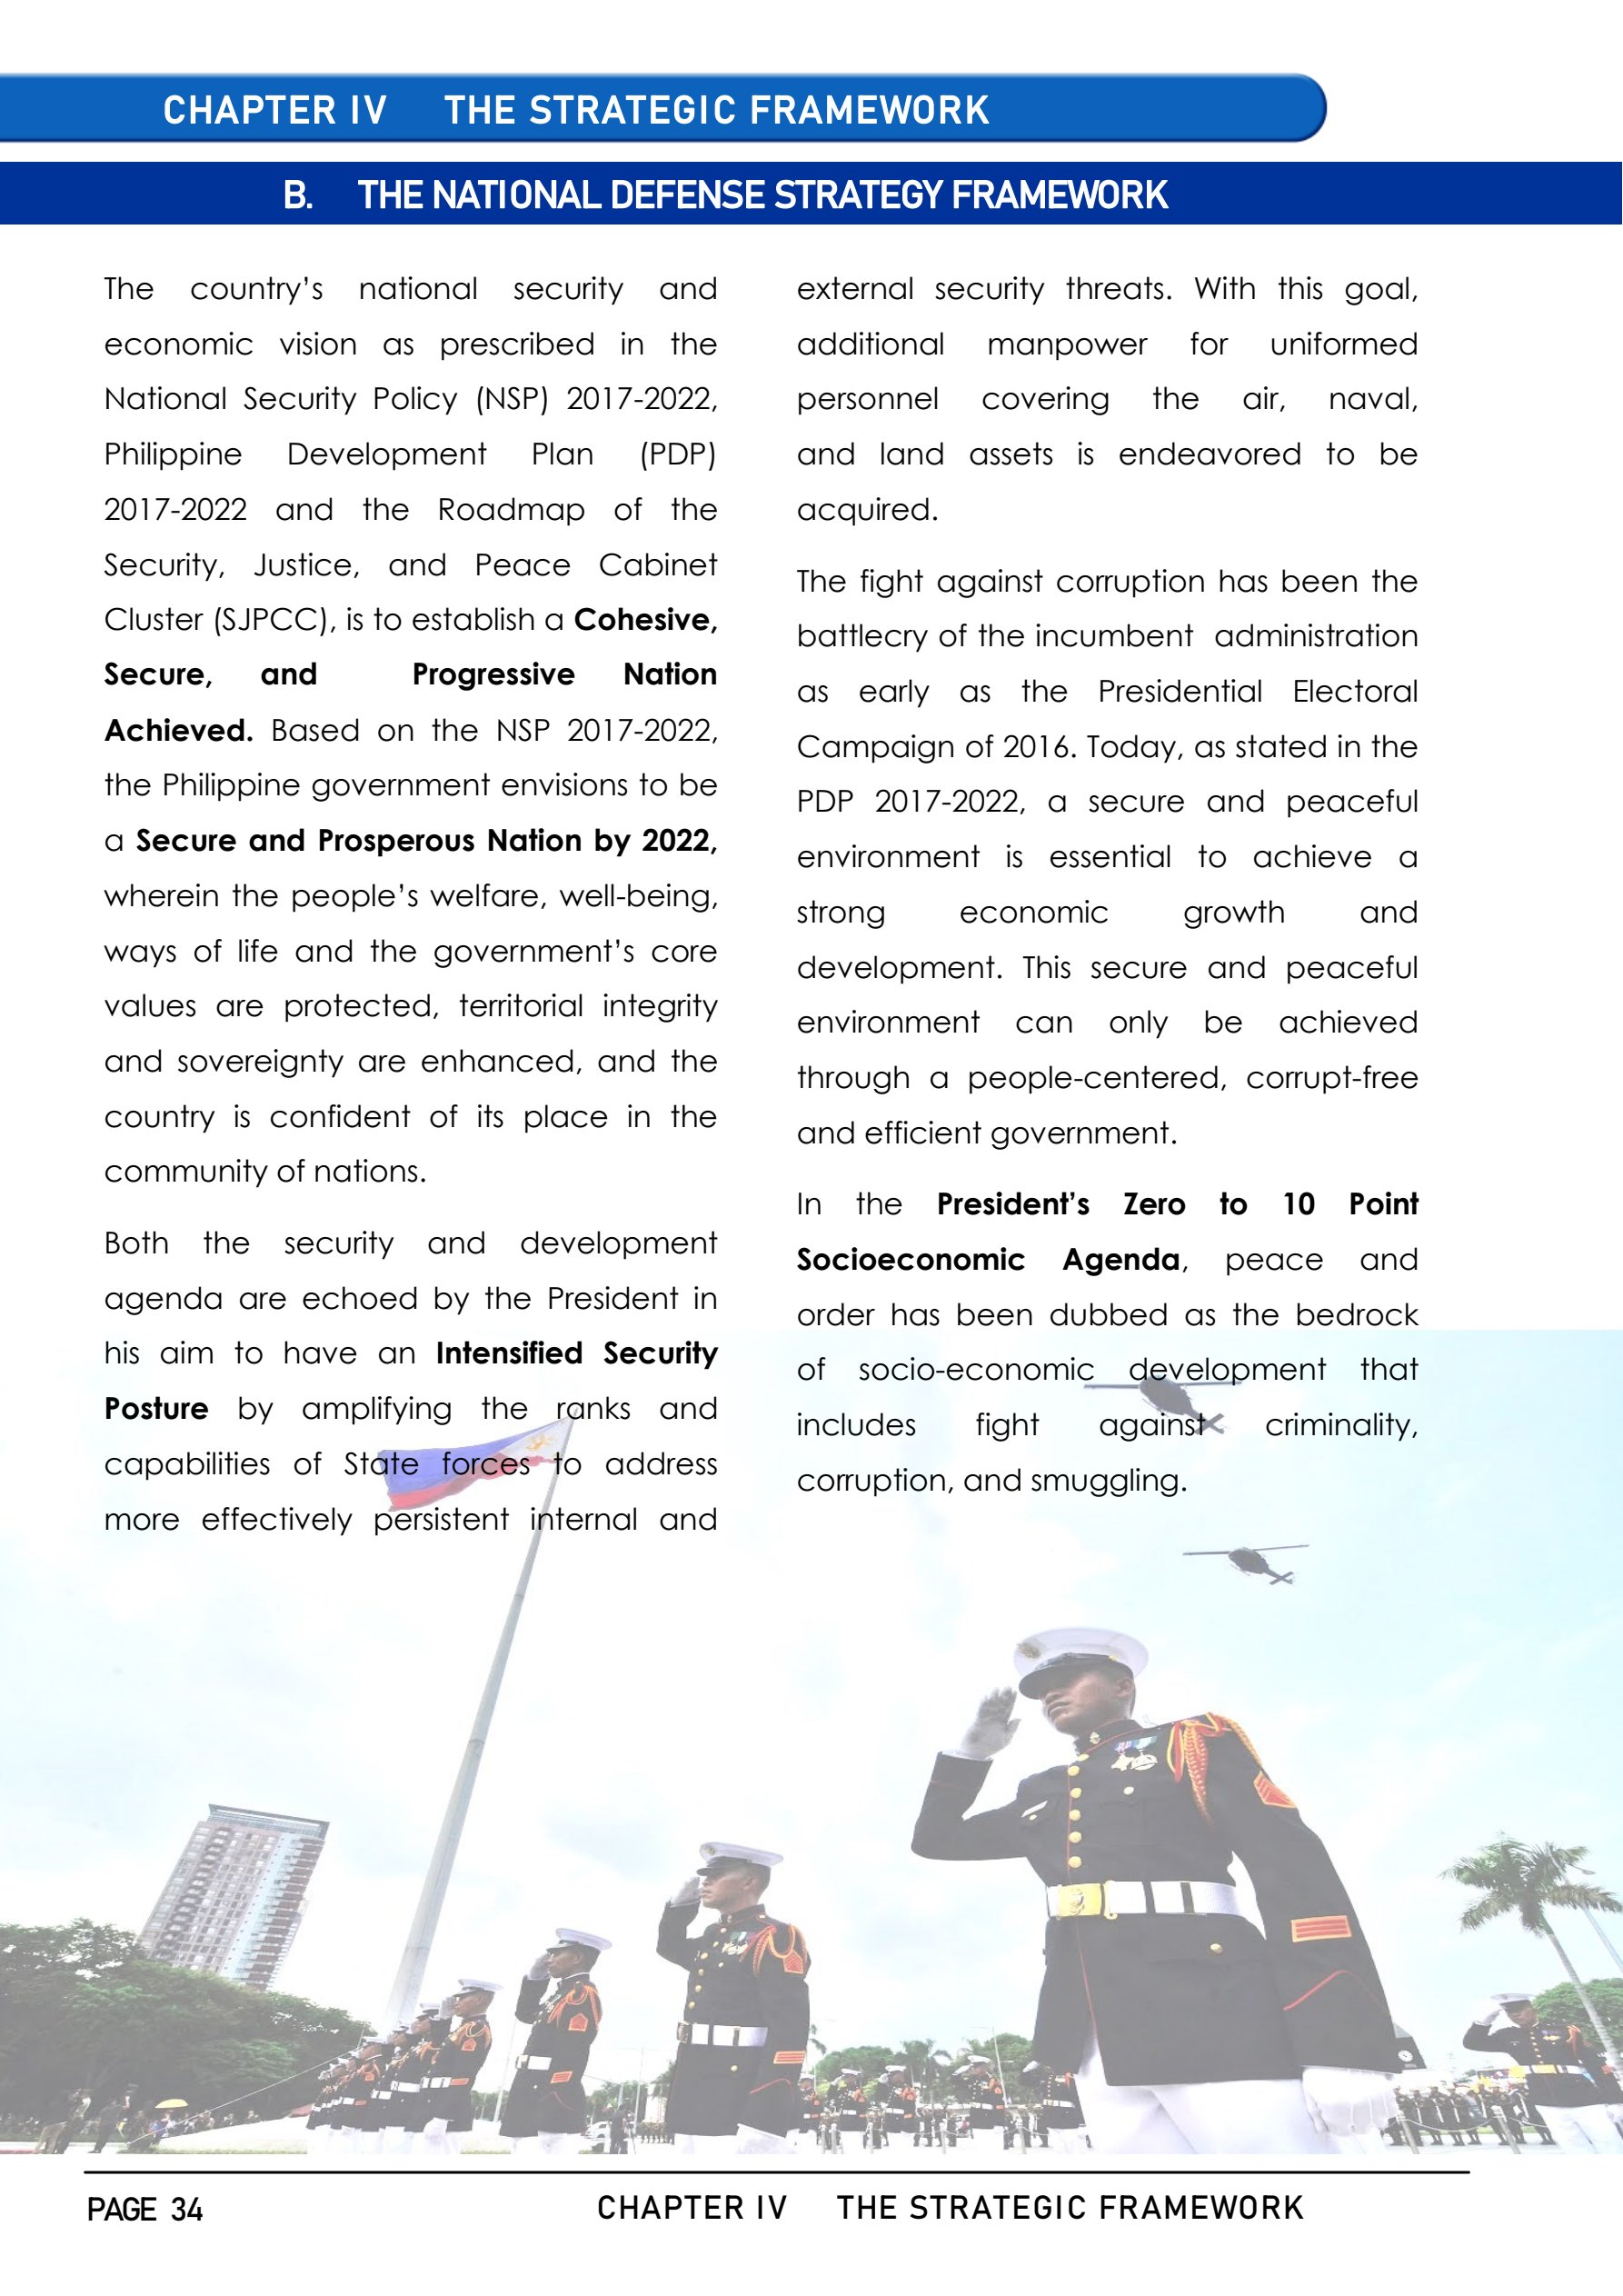 CHAPTER IV THE STRATEGIC FRAMEWORK
B. THE NATIONAL DEFENSE STRATEGY FRAMEWORK
The country’s national security and
economic vision as prescribed in the
National Security Policy (NSP) 2017-2022,
Philippine Development Plan (PDP)
2017-2022 and the Roadmap of the
Security, Justice, and Peace Cabinet
Cluster (SJPCC), is to establish a Cohesive,
Secure, and Progressive Nation
Achieved. Based on the NSP 2017-2022,
the Philippine government envisions to be
a Secure and Prosperous Nation by 2022,
wherein the people’s welfare, well-being,
ways of life and the government’s core
values are protected, territorial integrity
and sovereignty are enhanced, and the
country is confident of its place in the
community of nations.
Both the security and development
agenda are echoed by the President in
his aim to have an Intensified Security
Posture by amplifying the ranks and
capabilities of State forces to address
more effectively persistent internal and
external security threats. With this goal,
additional manpower for uniformed
personnel covering the air, naval,
and land assets is endeavored to be
acquired.
The fight against corruption has been the
battlecry of the incumbent administration
as early as the Presidential Electoral
Campaign of 2016. Today, as stated in the
PDP 2017-2022, a secure and peaceful
environment is essential to achieve a
strong economic growth and
development. This secure and peaceful
environment can only be achieved
through a people-centered, corrupt-free
and efficient government.
In the President’s Zero to 10 Point
Socioeconomic Agenda, peace and
order has been dubbed as the bedrock
of socio-economic development that
includes fight against criminality,
corruption, and smuggling.
PAGE 34 CHAPTER IV THE STRATEGIC FRAMEWORK